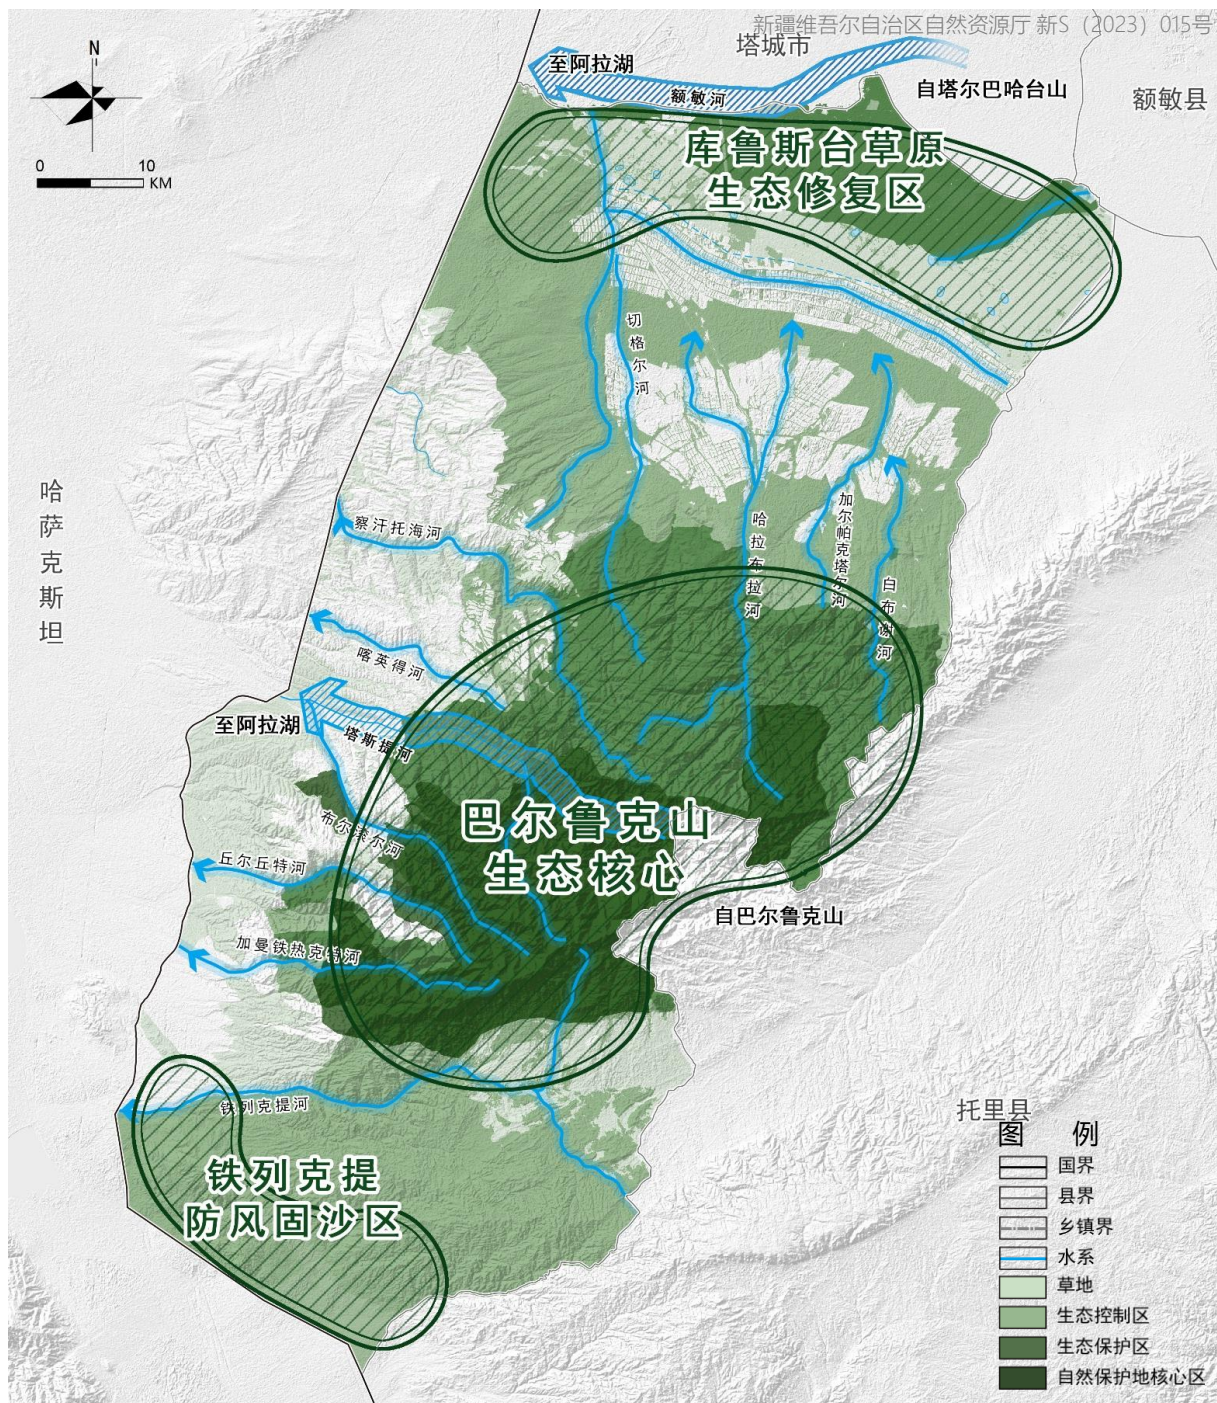 新疆维吾尔自治区自然资源厅 新S（2023）015号
塔城市
N
至阿拉湖
自塔尔巴哈台山
额敏县
额敏河
0 10
KM
库鲁斯台草原
生态修复区
切格尔河
哈萨克斯坦
察汗托海河
哈拉布拉河
加尔帕克塔尔河
白布谢河
喀英得河
至阿拉湖
塔斯提河
巴尔鲁克山
生态核心
丘尔丘特河
自巴尔鲁克山
加曼铁热克特河
铁列克提河
托里县
铁列克提
防风固沙区
图 例
国界
县界
乡镇界
水系
草地
生态控制区
生态保护区
自然保护地核心区